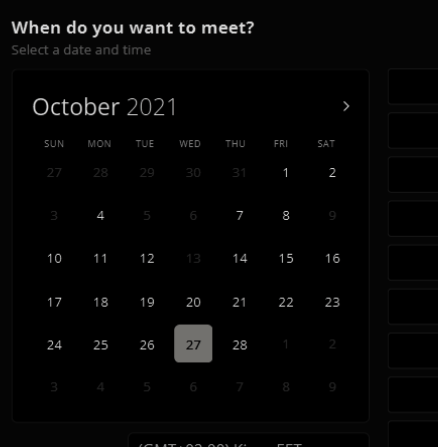 When do you want to meet?
Select a date and time
October 2021
SUN MON TUE WED THU FRI SAT
27 28 29 30 31 1 2
3 4 5 6 7 8 9
10 11 12 13 14 15 16
17 18 19 20 21 22 23
24 25 26 27 28 1 2
3 4 5 6 7 8 9